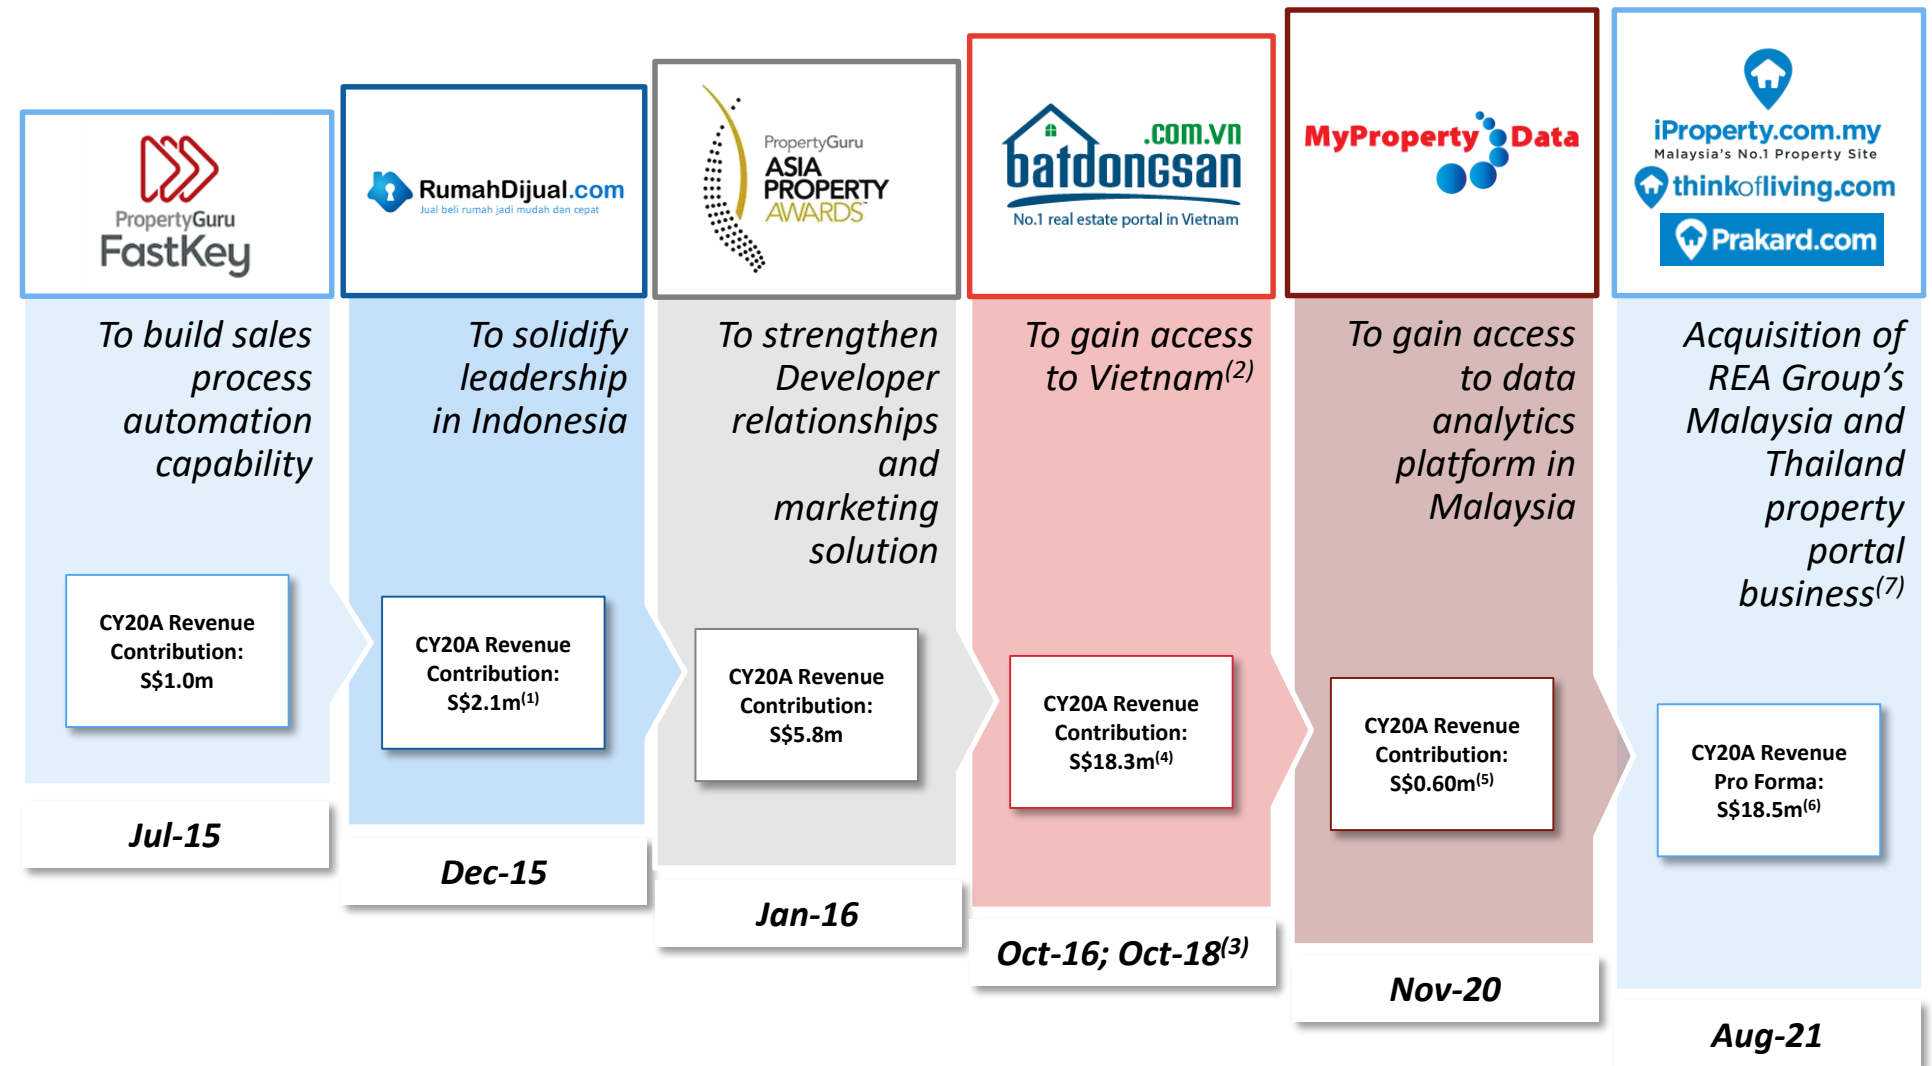 PropertyGuru
FastKey
To build sales
process
automation
capability
CY20A Revenue
Contribution:
S$1.0m
Jul-15
RumahDijual.com
Jual beli rumah jadi mudah dan cepat
To solidify
leadership
in Indonesia
CY20A Revenue
Contribution:
S$2.1m(1)
Dec-15
PropertyGuru
ASIA
PROPERTY
AWARDS™
To strengthen
Developer
relationships
and
marketing
solution
CY20A Revenue
Contribution:
S$5.8m
Jan-16
.com.vn
batdongsan
No.1 real estate portal in Vietnam
To gain access
to Vietnam(2)
CY20A Revenue
Contribution:
S$18.3m(4)
Oct-16; Oct-18(3)
MyProperty Data
To gain access
to data
analytics
platform in
Malaysia
CY20A Revenue
Contribution:
S$0.60m(5)
Nov-20
iProperty.com.my
Malaysia's No.1 Property Site
thinkofliving.com
Prakard.com
Acquisition of
REA Group's
Malaysia and
Thailand
property
portal
business(7)
CY20A Revenue
Pro Forma:
S$18.5m(6)
Aug-21